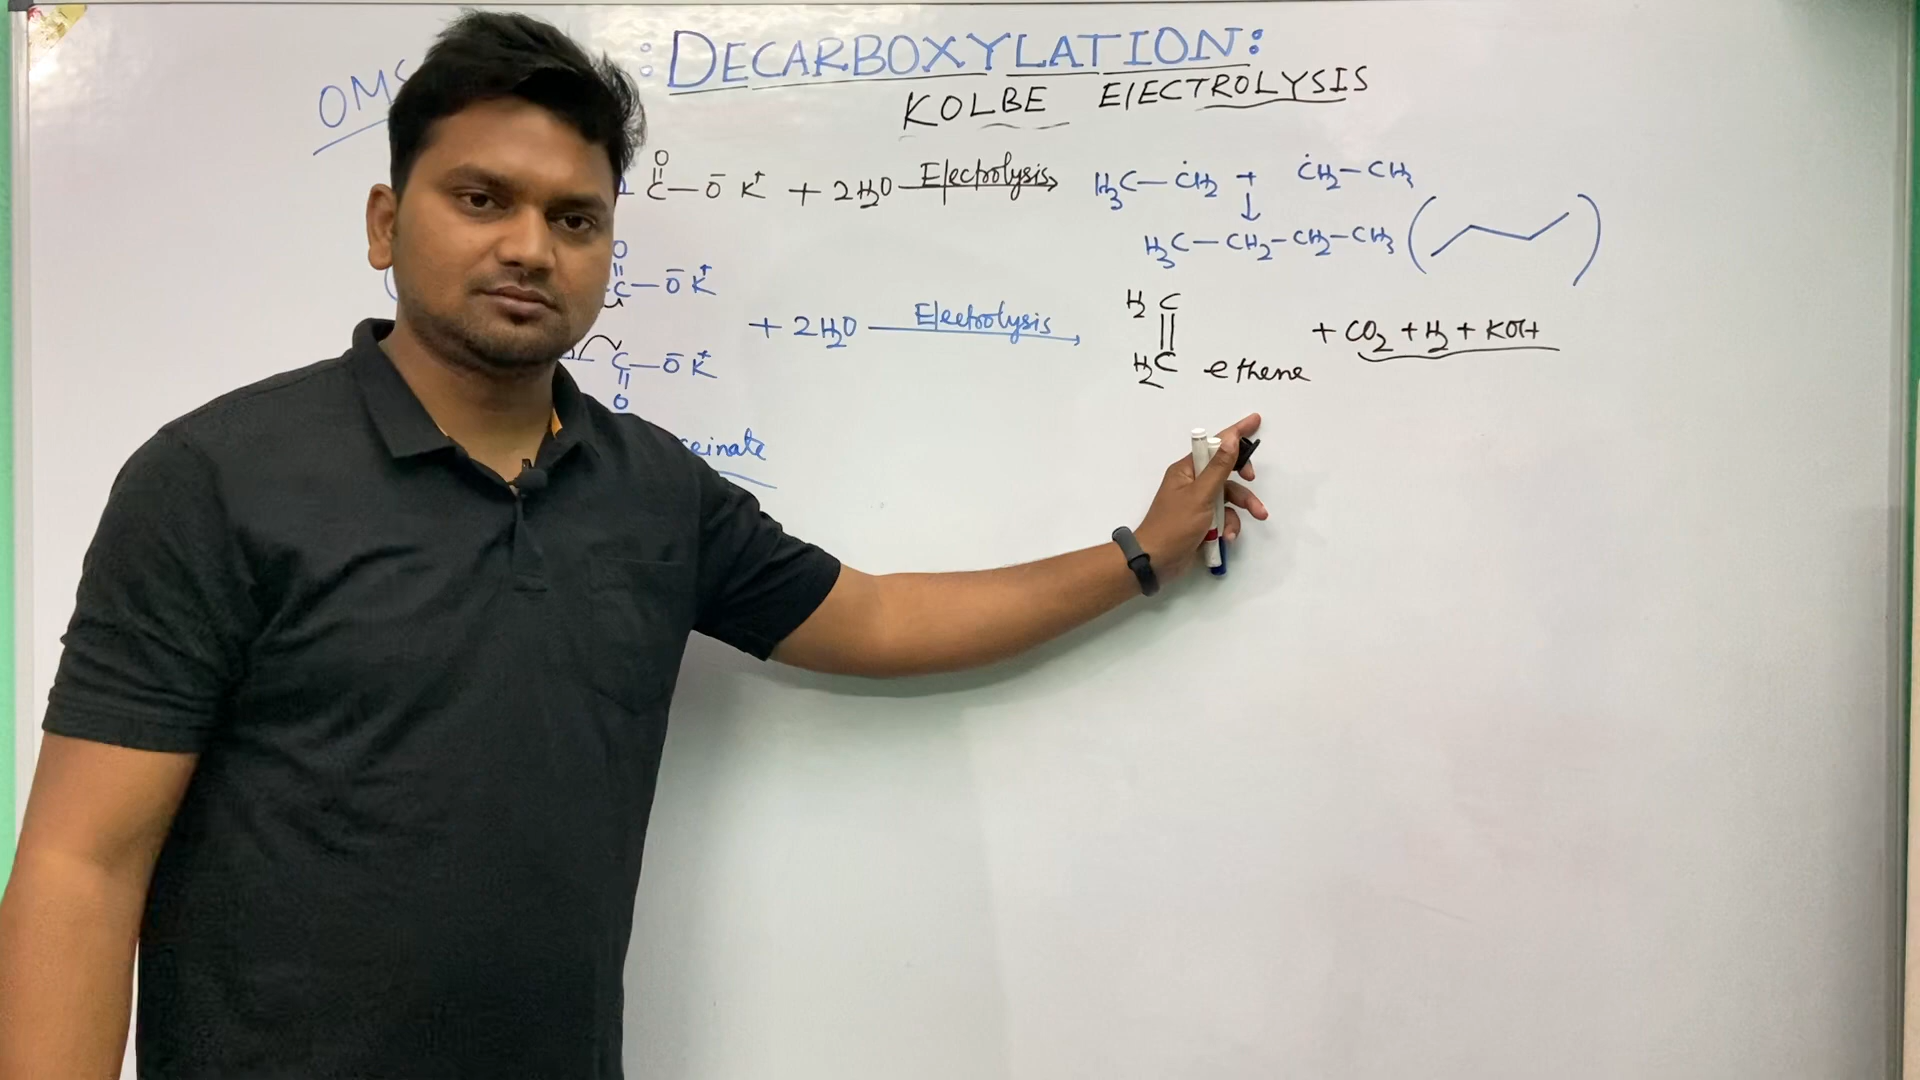 : DECARBOXYLATION:
OMS
KOLBE ElECTROLYSIS
O
C—Ō K⁺ + 2H₂O Electrolysis → H₃C—ĊH₂ + ĊH₂—CH₃
↓
H₃C—CH₂—CH₂—CH₃
O
C—Ō K⁺
H₂C
+ 2H₂O Electrolysis → + CO₂ + H₂ + KOH
C—Ō K⁺
H₂C ethene
O
cinate